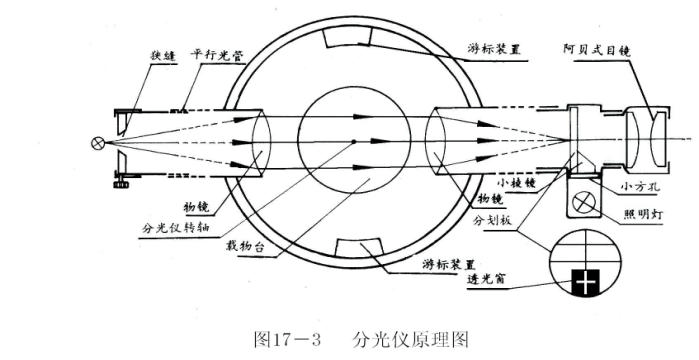 狭缝
平行光管
游标装置
阿贝式目镜
物镜
分光仪转轴
载物台
游标装置
物镜
小棱镜
分划板
小方孔
照明灯
透光窗
图17-3 分光仪原理图